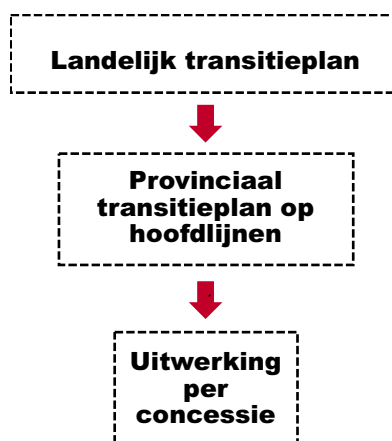 Landelijk transitieplan
Provinciaal
transitieplan op
hoofdlijnen
Uitwerking
per
concessie